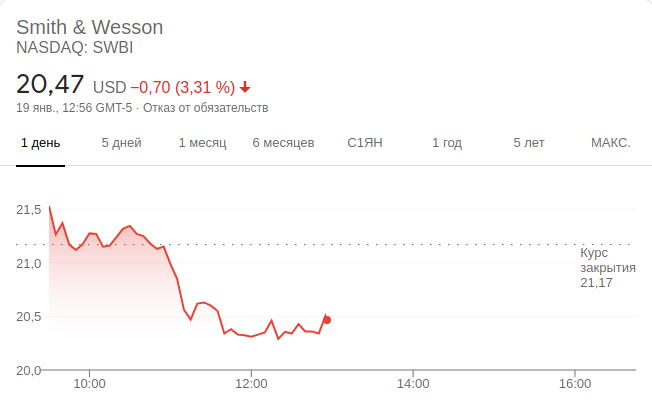 Smith & Wesson
NASDAQ: SWBI
20,47 USD −0,70 (3,31 %)
19 янв., 12:56 GMT-5 · Отказ от обязательств
1 день 5 дней 1 месяц 6 месяцев С1ЯН 1 год 5 лет МАКС.
21,5
21,0
20,5
20,0
Курс
закрытия
21,17
10:00 12:00 14:00 16:00